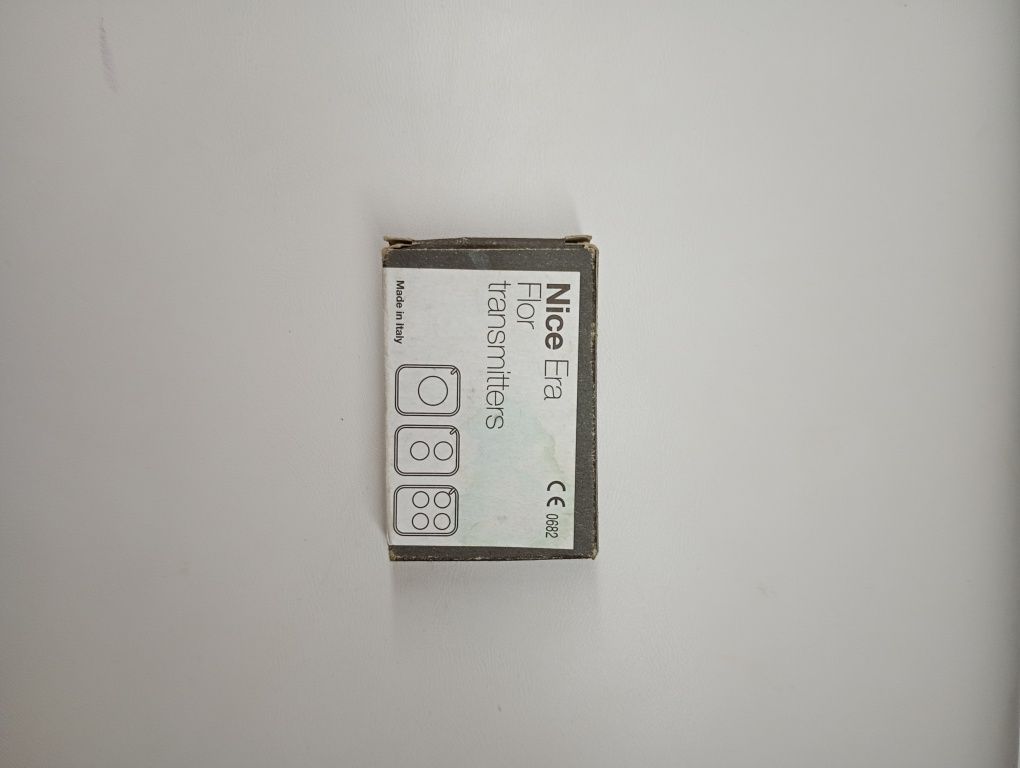 Nice Era
Flor
transmitters
CE 0682
Made in Italy